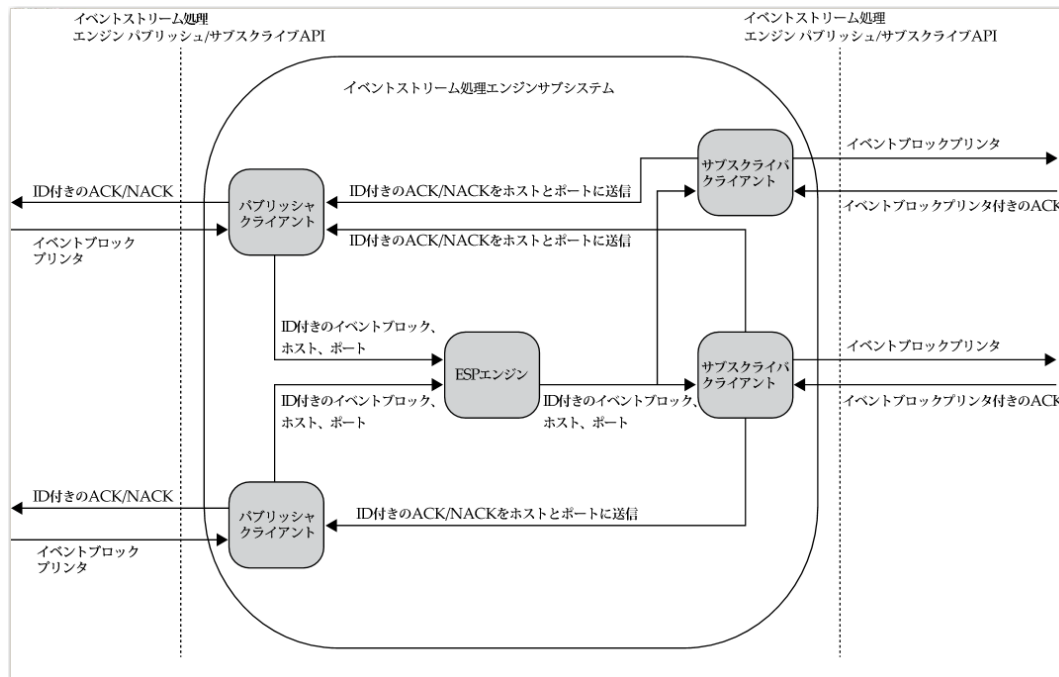 イベントストリーム処理
エンジン パブリッシュ/サブスクライブAPI
イベントストリーム処理
エンジン パブリッシュ/サブスクライブAPI
イベントストリーム処理エンジンサブシステム
イベントブロックプリンタ
サブスクライバ
クライアント
ID付きのACK/NACK
パブリッシャ
クライアント
ID付きのACK/NACKをホストとポートに送信
イベントブロックプリンタ付きのACK
イベントブロック
プリンタ
ID付きのACK/NACKをホストとポートに送信
ID付きのイベントブロック、
ホスト、ポート
ESPエンジン
サブスクライバ
クライアント
イベントブロックプリンタ
ID付きのイベントブロック、
ホスト、ポート
ID付きのイベントブロック、
ホスト、ポート
イベントブロックプリンタ付きのACK
ID付きのACK/NACK
パブリッシャ
クライアント
ID付きのACK/NACKをホストとポートに送信
イベントブロック
プリンタ